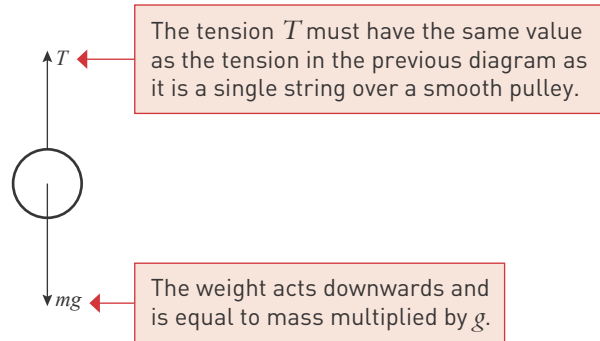 T
The tension T must have the same value
as the tension in the previous diagram as
it is a single string over a smooth pulley.
mg
The weight acts downwards and
is equal to mass multiplied by g.